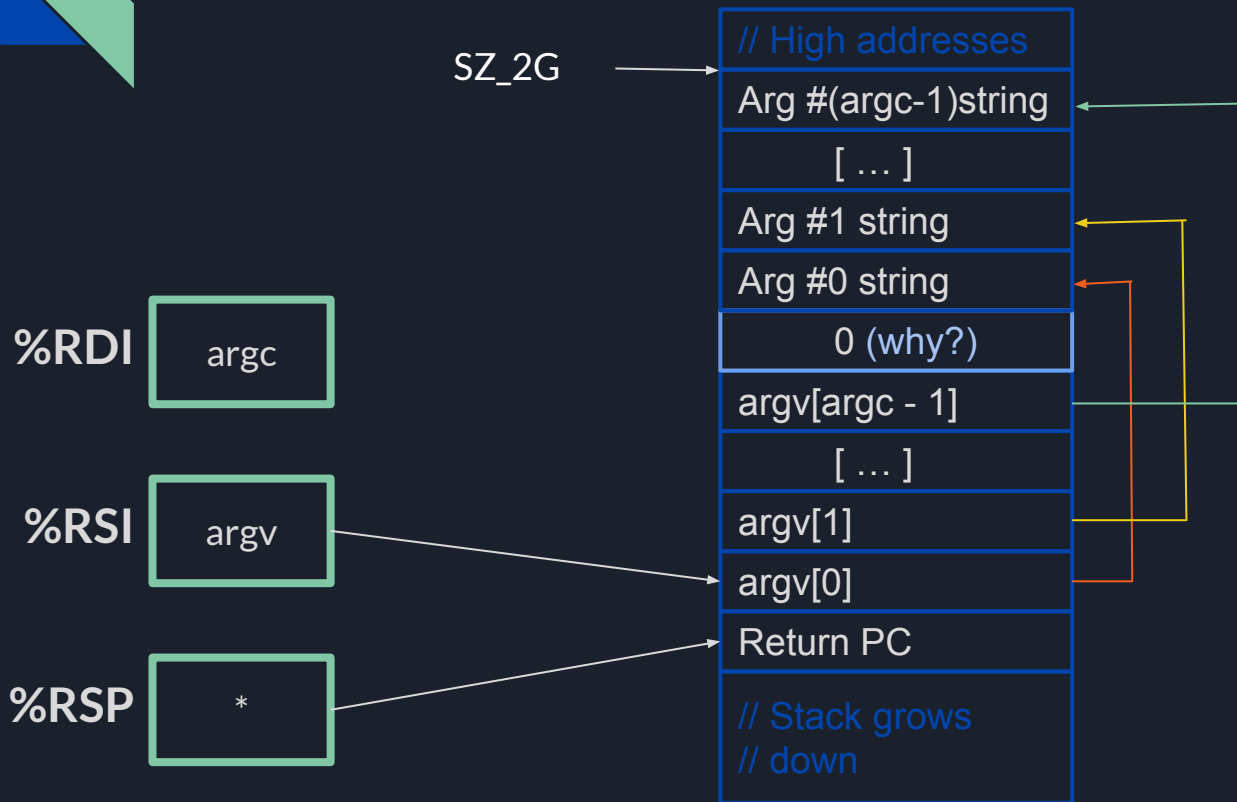 // High addresses
SZ_2G
Arg #(argc-1)string
[ ... ]
Arg #1 string
Arg #0 string
%RDI
argc
0 (why?)
argv[argc - 1]
[ ... ]
%RSI
argv
argv[1]
argv[0]
Return PC
%RSP
*
// Stack grows
// down